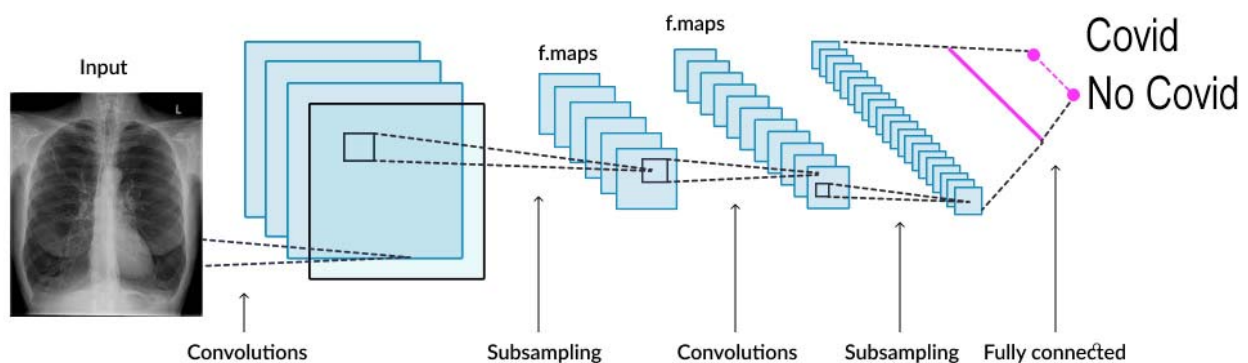 Input
L
f.maps
f.maps
Covid
No Covid
Convolutions
Subsampling
Convolutions
Subsampling
Fully connected